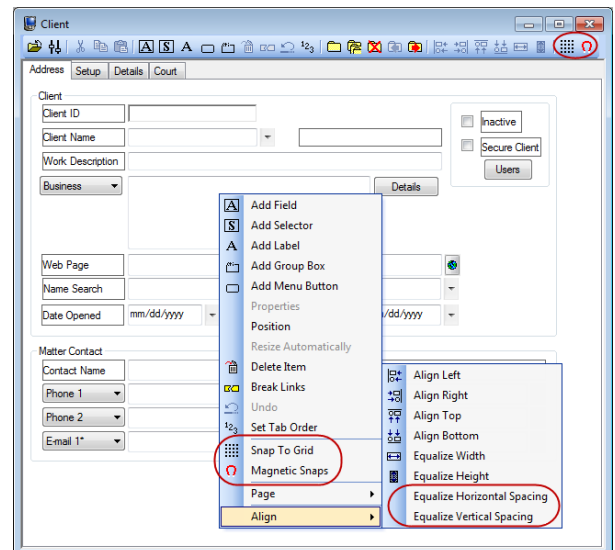 Client
Address Setup Details Court
Client
Client ID
Inactive
Client Name
Secure Client
Work Description
Users
Business
Details
Add Field
Add Selector
Add Label
Web Page
Add Group Box
Name Search
Add Menu Button
Properties
Date Opened mm/dd/yyyy /dd/yyyy
Position
Resize Automatically
Matter Contact
Contact Name
Delete Item
Align Left
Phone 1
Break Links
Align Right
Phone 2
Undo
Align Top
E-mail 1*
Set Tab Order
Align Bottom
Snap To Grid
Equalize Width
Magnetic Snaps
Equalize Height
Page
Equalize Horizontal Spacing
Align
Equalize Vertical Spacing